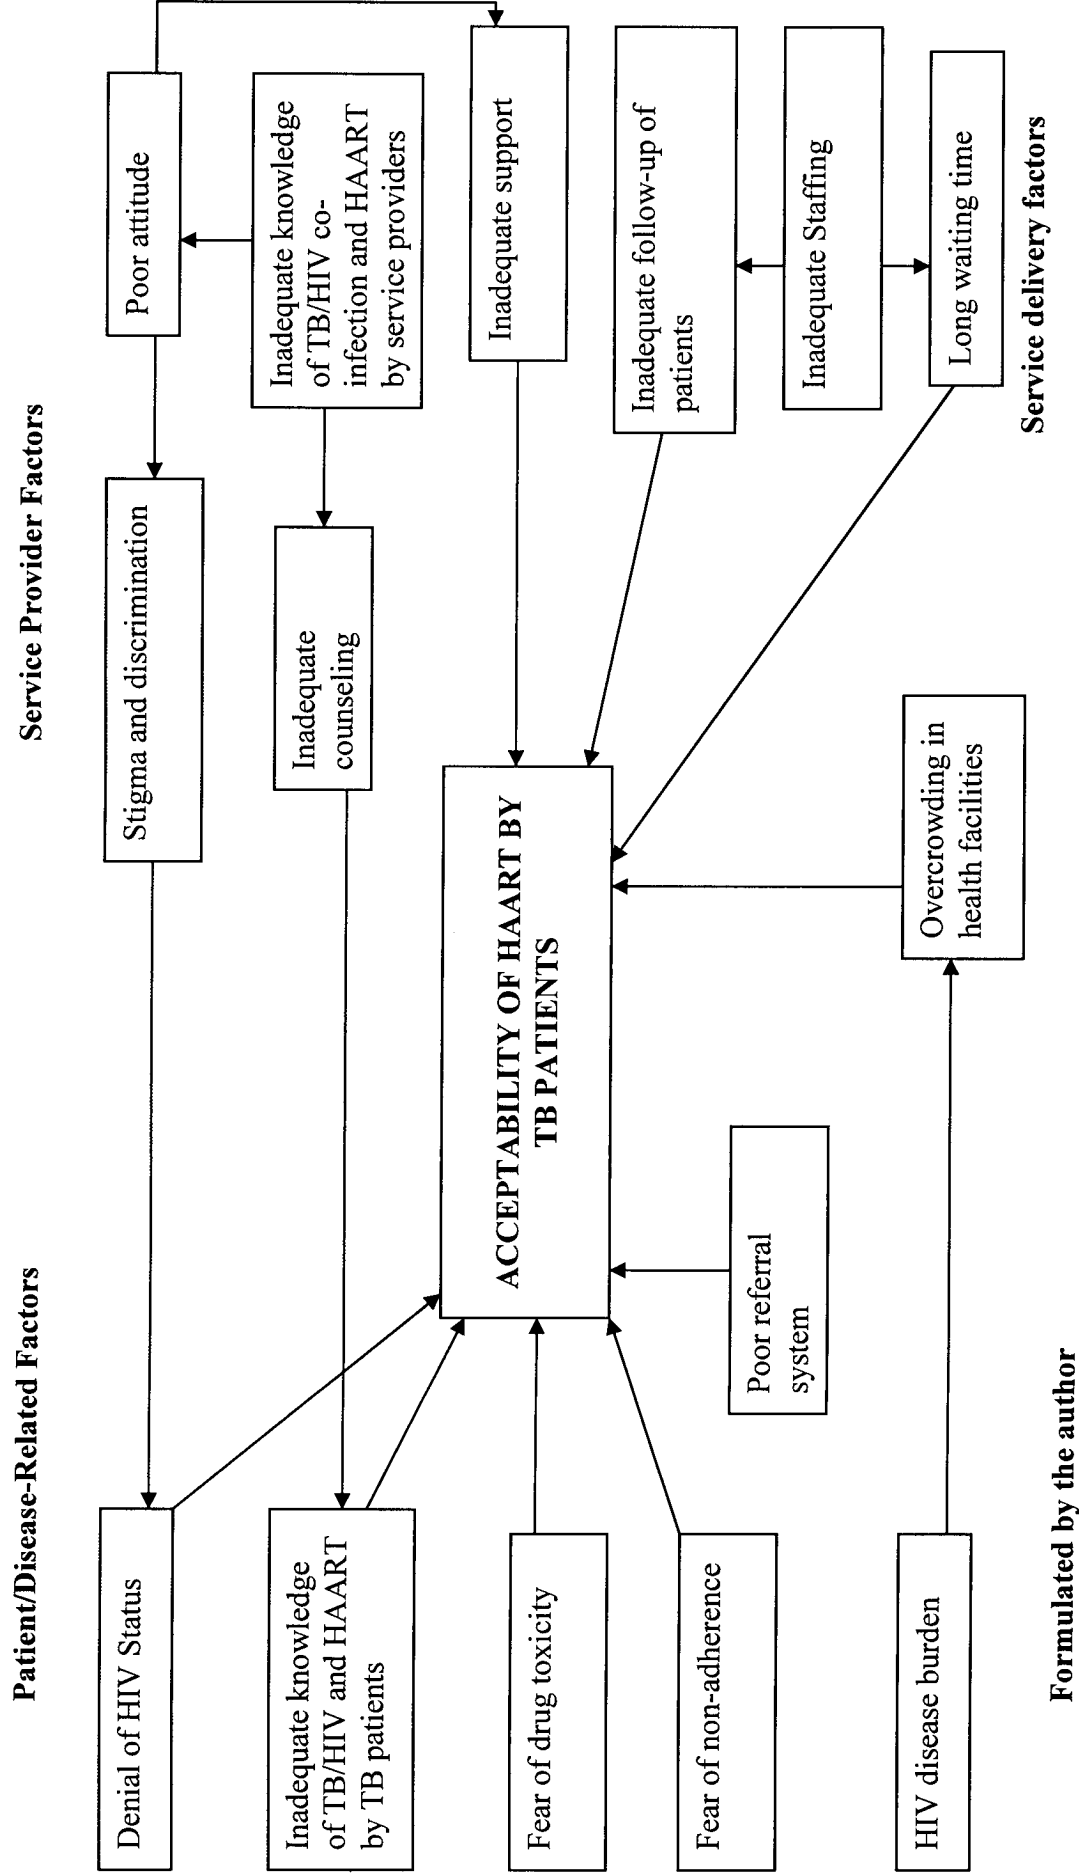 Patient/Disease-Related Factors
Service Provider Factors
Denial of HIV Status
Stigma and discrimination
Poor attitude
Inadequate knowledge
of TB/HIV and HAART
by TB patients
Inadequate
counseling
Inadequate knowledge
of TB/HIV co-
infection and HAART
by service providers
Fear of drug toxicity
ACCEPTABILITY OF HAART BY
TB PATIENTS
Inadequate support
Fear of non-adherence
Poor referral
system
Inadequate follow-up of
patients
Inadequate Staffing
HIV disease burden
Overcrowding in
health facilities
Long waiting time
Service delivery factors
Formulated by the author